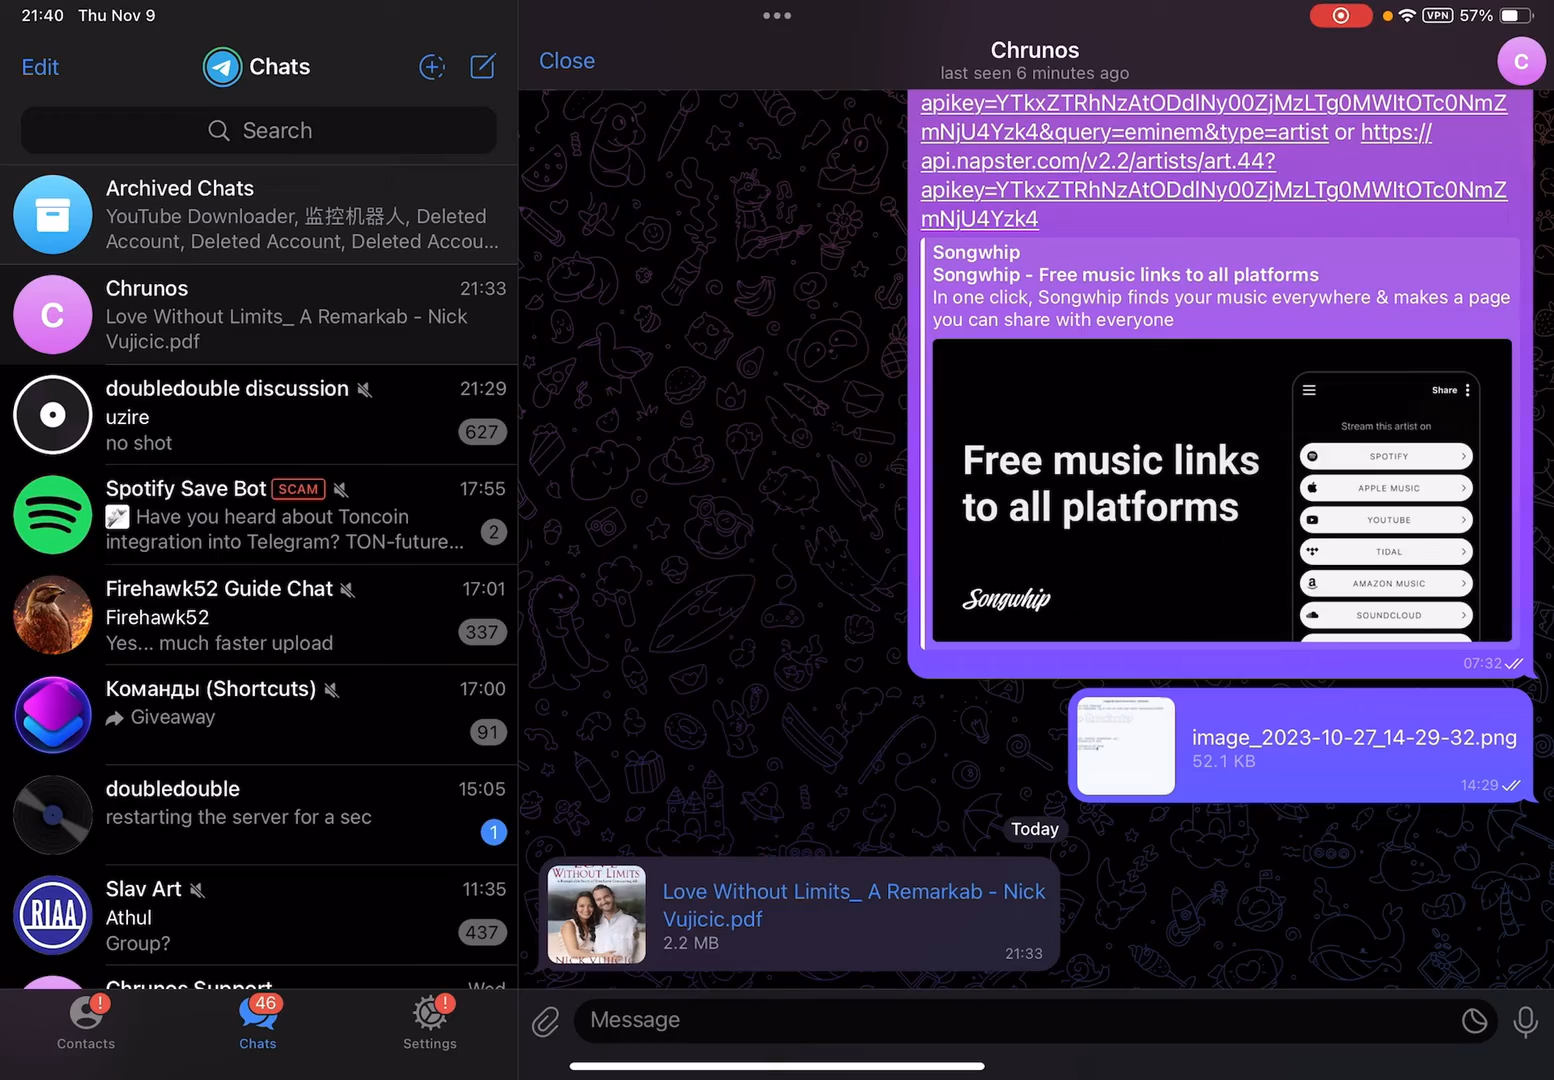 21:40 Thu Nov 9
VPN 57%
Edit
Chats
Search
Archived Chats
YouTube Downloader, 监控机器人, Deleted
Account, Deleted Account, Deleted Accou...
C
Chrunos
21:33
Love Without Limits_ A Remarkab - Nick
Vujicic.pdf
doubledouble discussion
21:29
uzire
no shot
627
Spotify Save Bot SCAM
17:55
Have you heard about Toncoin
integration into Telegram? TON-future...
2
Firehawk52 Guide Chat
17:01
Firehawk52
Yes... much faster upload
337
Команды (Shortcuts)
17:00
Giveaway
91
doubledouble
15:05
restarting the server for a sec
1
RIAA
Slav Art
11:35
Athul
Group?
437
Chrunos Support
Wed
!
Contacts
46
Chats
!
Settings
Close
Chrunos
last seen 6 minutes ago
C
apikey=YTkxZTRhNzAtODdlNy00ZjMzLTg0MWItOTc0NmZ
mNjU4Yzk4&query=eminem&type=artist or https://
api.napster.com/v2.2/artists/art.44?
apikey=YTkxZTRhNzAtODdlNy00ZjMzLTg0MWItOTc0NmZ
mNjU4Yzk4
Songwhip
Songwhip - Free music links to all platforms
In one click, Songwhip finds your music everywhere & makes a page
you can share with everyone
Free music links
to all platforms
Songwhip
Share
Stream this artist on
SPOTIFY
APPLE MUSIC
YOUTUBE
TIDAL
AMAZON MUSIC
SOUNDCLOUD
07:32
image_2023-10-27_14-29-32.png
52.1 KB
14:29
Today
WITHOUT LIMITS
NICK VUJICIC
Love Without Limits_ A Remarkab - Nick
Vujicic.pdf
2.2 MB
21:33
Message